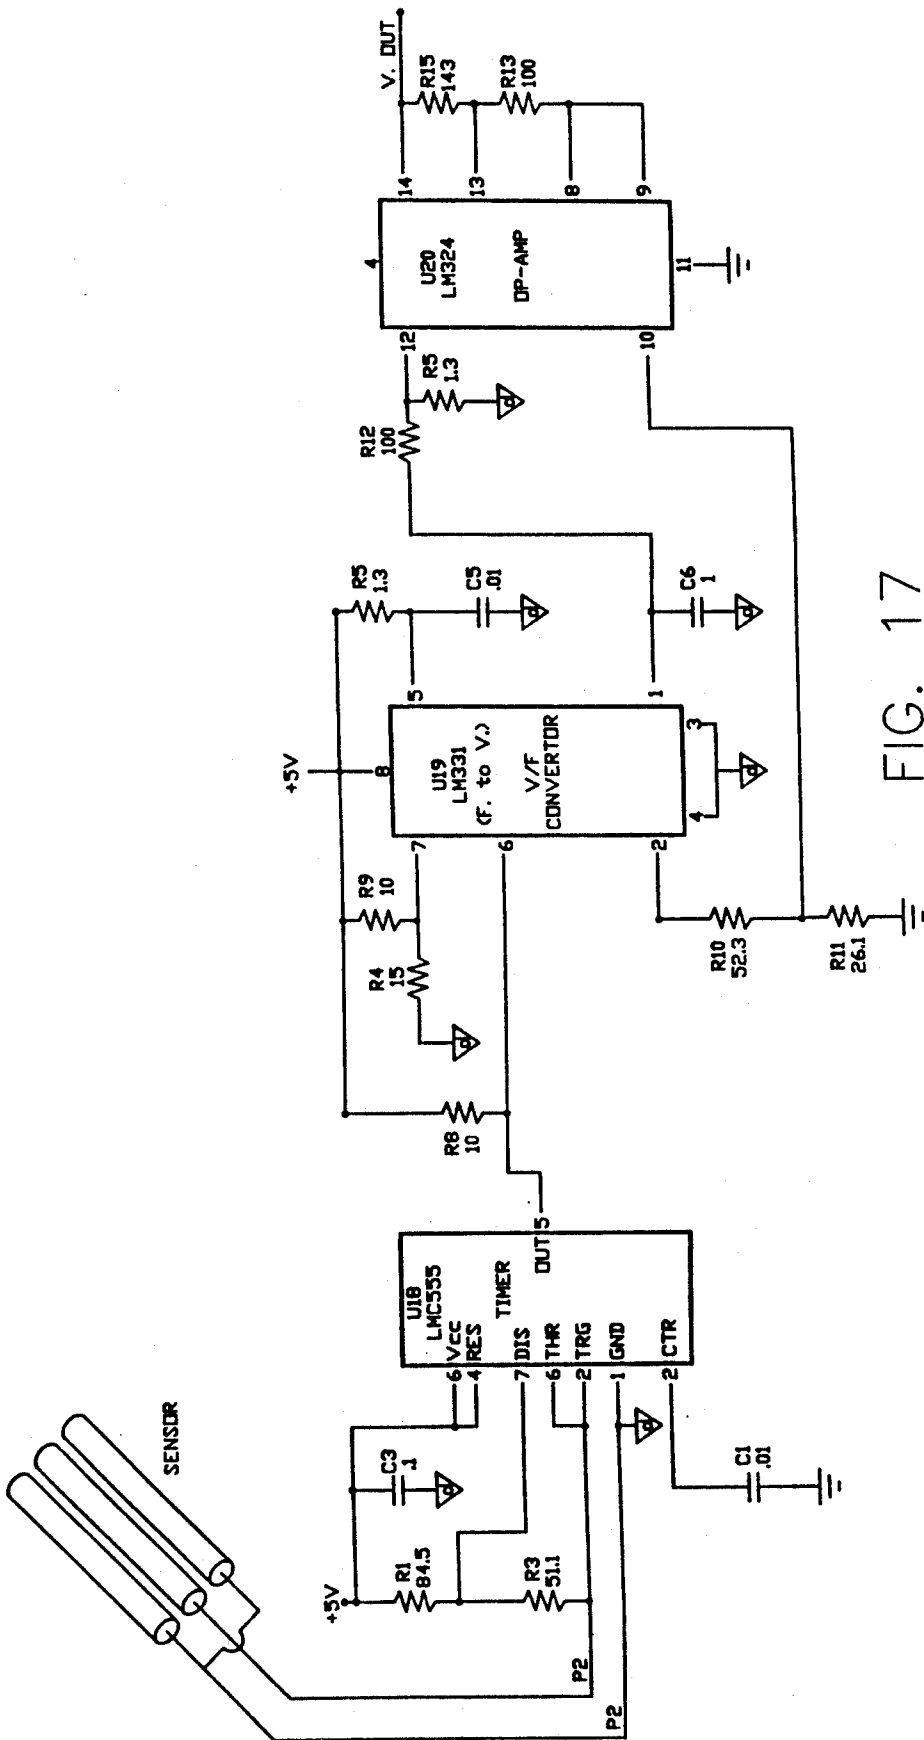 SENSOR
+5V
R1
84.5
R3
51.1
C3
.1
P2
P2
C1
.01
U18
LMC555
TIMER
6 Vcc
4 RES
7 DIS
6 THR
2 TRG
1 GND
2 CTR
OUT 5
R8
10
R4
15
R9
10
+5V
8
U19
LM331
(F. to V.)
V/F
CONVERTOR
7
6
2
4
3
5
1
R10
52.3
R11
26.1
R5
1.3
C5
.01
C6
1
R12
100
R5
1.3
12
10
4
U20
LM324
OP-AMP
11
14
13
8
9
V. OUT
R15
143
R13
100
FIG. 17